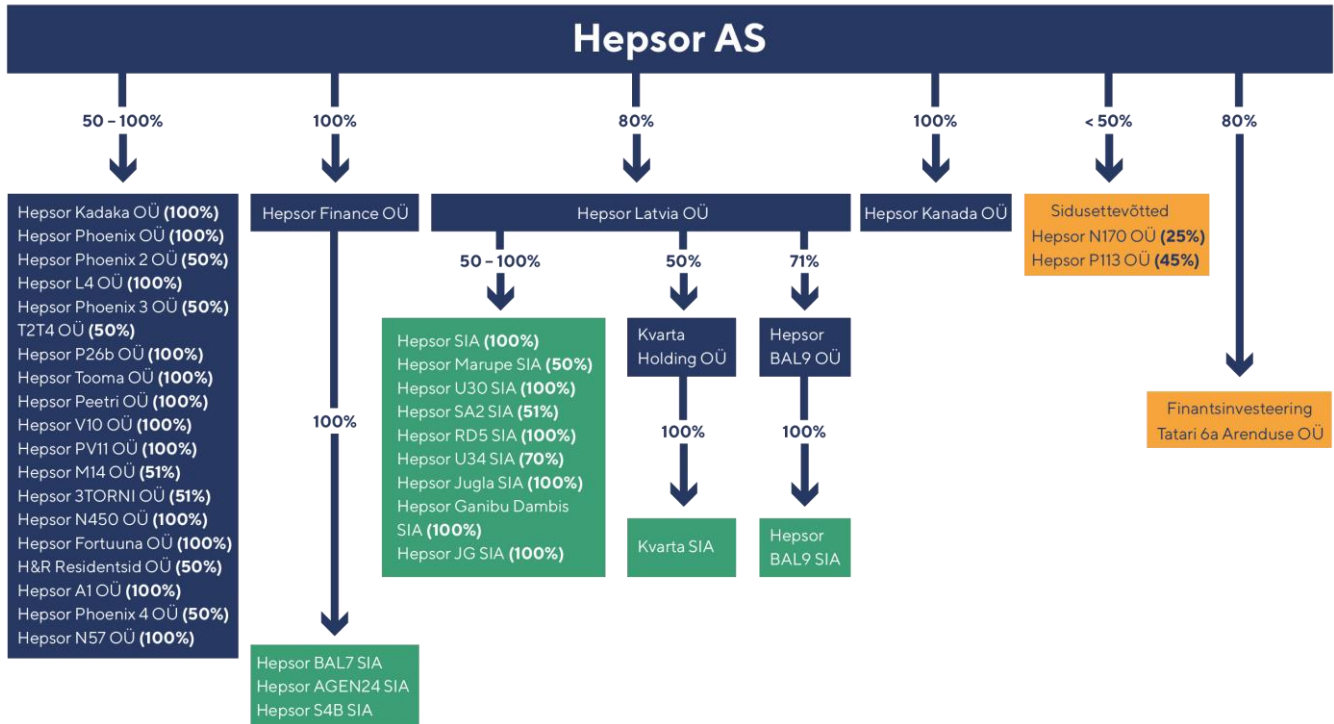 Hepsor AS
50 – 100%
100%
80%
100%
< 50%
80%
Hepsor Kadaka OÜ (100%)
Hepsor Phoenix OÜ (100%)
Hepsor Phoenix 2 OÜ (50%)
Hepsor L4 OÜ (100%)
Hepsor Phoenix 3 OÜ (50%)
T2T4 OÜ (50%)
Hepsor P26b OÜ (100%)
Hepsor Tooma OÜ (100%)
Hepsor Peetri OÜ (100%)
Hepsor V10 OÜ (100%)
Hepsor PV11 OÜ (100%)
Hepsor M14 OÜ (51%)
Hepsor 3TORNI OÜ (51%)
Hepsor N450 OÜ (100%)
Hepsor Fortuuna OÜ (100%)
H&R Residentsid OÜ (50%)
Hepsor A1 OÜ (100%)
Hepsor Phoenix 4 OÜ (50%)
Hepsor N57 OÜ (100%)
Hepsor Finance OÜ
100%
Hepsor BAL7 SIA
Hepsor AGEN24 SIA
Hepsor S4B SIA
Hepsor Latvia OÜ
50 – 100%
50%
71%
Hepsor SIA (100%)
Hepsor Marupe SIA (50%)
Hepsor U30 SIA (100%)
Hepsor SA2 SIA (51%)
Hepsor RD5 SIA (100%)
Hepsor U34 SIA (70%)
Hepsor Jugla SIA (100%)
Hepsor Ganibu Dambis
SIA (100%)
Hepsor JG SIA (100%)
Kvarta
Holding OÜ
100%
Kvarta SIA
Hepsor
BAL9 OÜ
100%
Hepsor
BAL9 SIA
Hepsor Kanada OÜ
Sidusettevõtted
Hepsor N170 OÜ (25%)
Hepsor P113 OÜ (45%)
Finantsinvesteering
Tatari 6a Arenduse OÜ